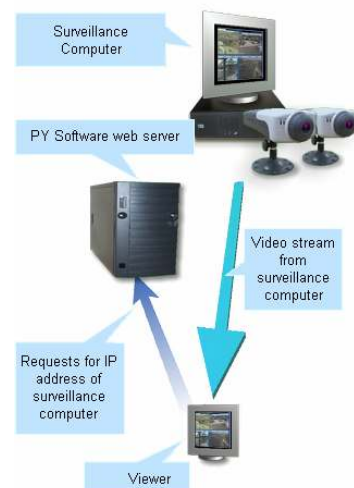 Surveillance
Computer
PY Software web server
Video stream
from
surveillance
computer
Requests for IP
address of
surveillance
computer
Viewer